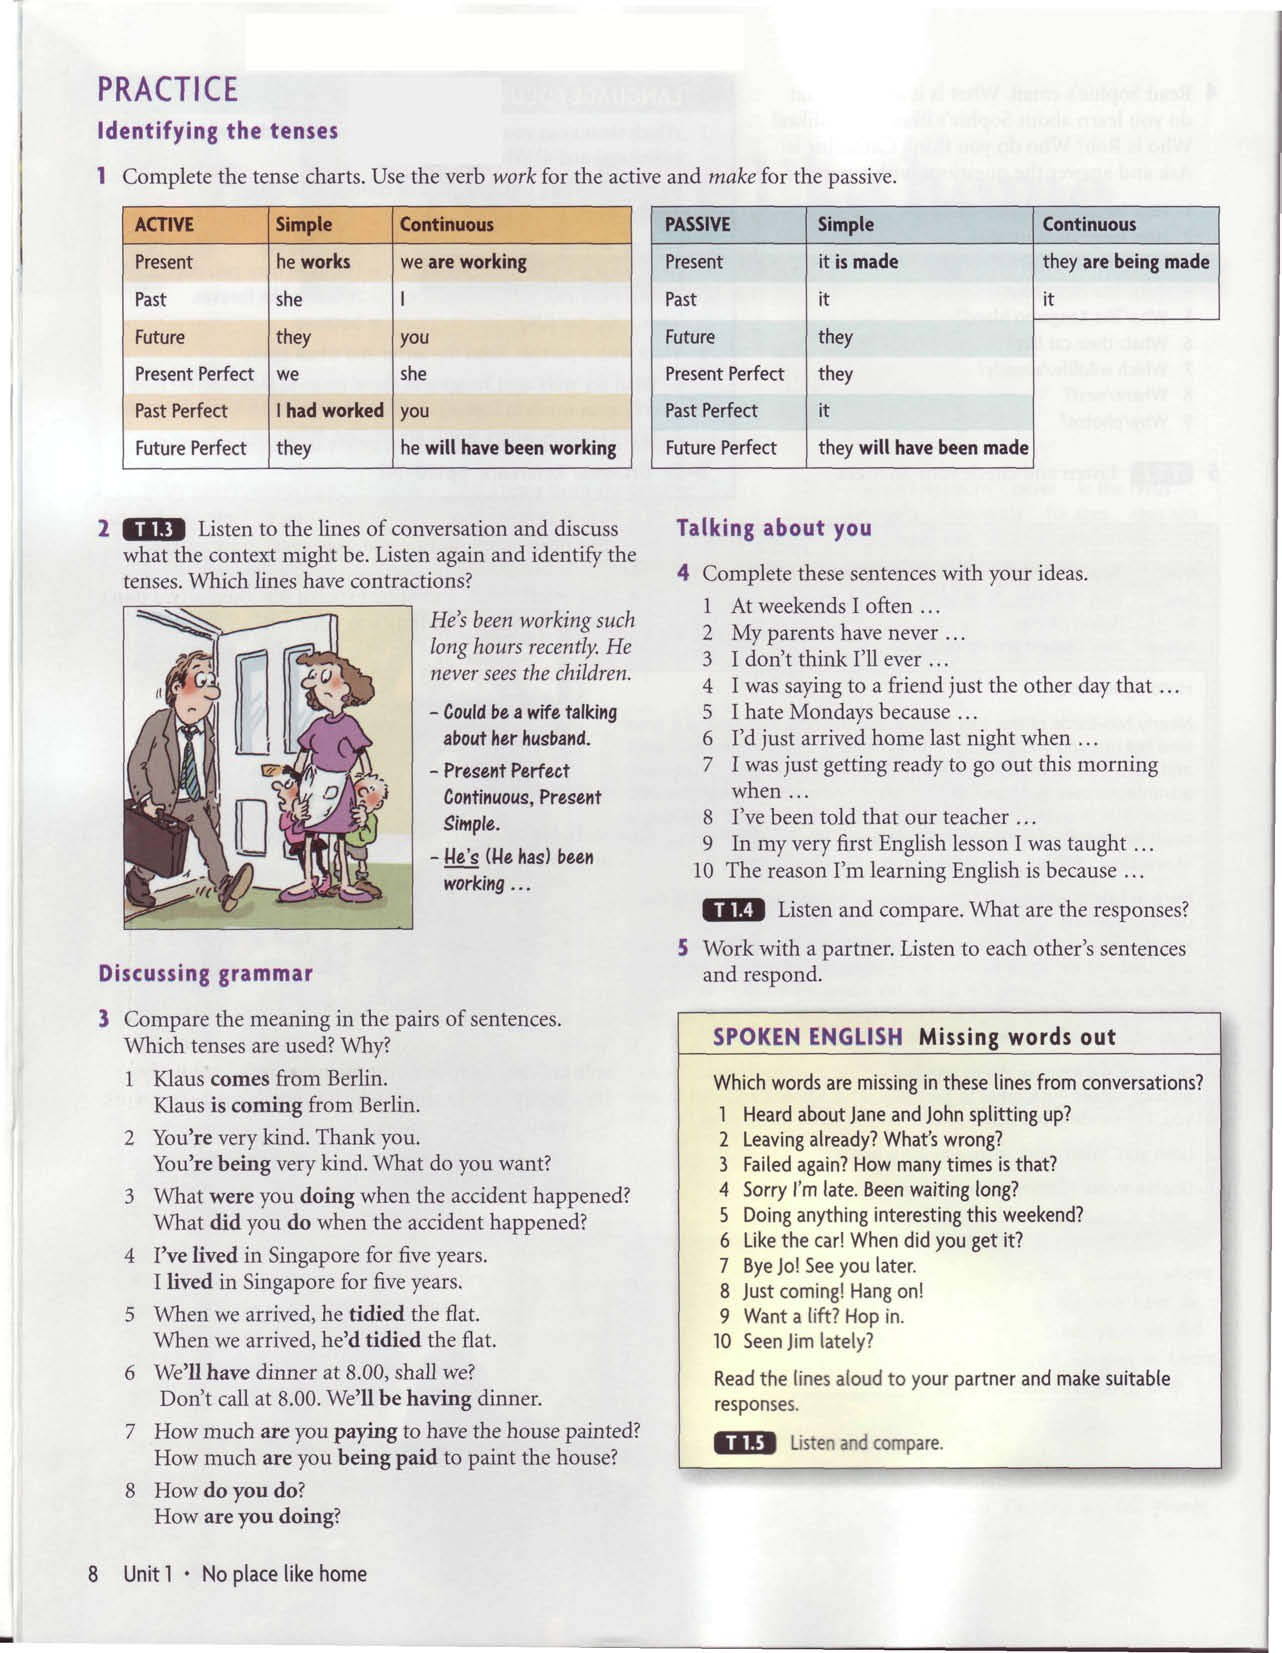 PRACTICE
Identifying the tenses
1 Complete the tense charts. Use the verb work for the active and make for the passive.
ACTIVE Simple Continuous
Present he works we are working
Past she I
Future they you
Present Perfect we she
Past Perfect I had worked you
Future Perfect they he will have been working
PASSIVE Simple Continuous
Present it is made they are being made
Past it it
Future they
Present Perfect they
Past Perfect it
Future Perfect they will have been made
2 T 1.3 Listen to the lines of conversation and discuss
what the context might be. Listen again and identify the
tenses. Which lines have contractions?
He's been working such
long hours recently. He
never sees the children.
– Could be a wife talking
about her husband.
– Present Perfect
Continuous, Present
Simple.
– He's (He has) been
working ...
Discussing grammar
3 Compare the meaning in the pairs of sentences.
Which tenses are used? Why?
1 Klaus comes from Berlin.
Klaus is coming from Berlin.
2 You're very kind. Thank you.
You're being very kind. What do you want?
3 What were you doing when the accident happened?
What did you do when the accident happened?
4 I've lived in Singapore for five years.
I lived in Singapore for five years.
5 When we arrived, he tidied the flat.
When we arrived, he'd tidied the flat.
6 We'll have dinner at 8.00, shall we?
Don't call at 8.00. We'll be having dinner.
7 How much are you paying to have the house painted?
How much are you being paid to paint the house?
8 How do you do?
How are you doing?
Talking about you
4 Complete these sentences with your ideas.
1 At weekends I often ...
2 My parents have never ...
3 I don't think I'll ever ...
4 I was saying to a friend just the other day that ...
5 I hate Mondays because ...
6 I'd just arrived home last night when ...
7 I was just getting ready to go out this morning
when ...
8 I've been told that our teacher ...
9 In my very first English lesson I was taught ...
10 The reason I'm learning English is because ...
T 1.4 Listen and compare. What are the responses?
5 Work with a partner. Listen to each other's sentences
and respond.
SPOKEN ENGLISH Missing words out
Which words are missing in these lines from conversations?
1 Heard about Jane and John splitting up?
2 Leaving already? What's wrong?
3 Failed again? How many times is that?
4 Sorry I'm late. Been waiting long?
5 Doing anything interesting this weekend?
6 Like the car! When did you get it?
7 Bye Jo! See you later.
8 Just coming! Hang on!
9 Want a lift? Hop in.
10 Seen Jim lately?
Read the lines aloud to your partner and make suitable
responses.
T 1.5 Listen and compare.
8 Unit 1 • No place like home